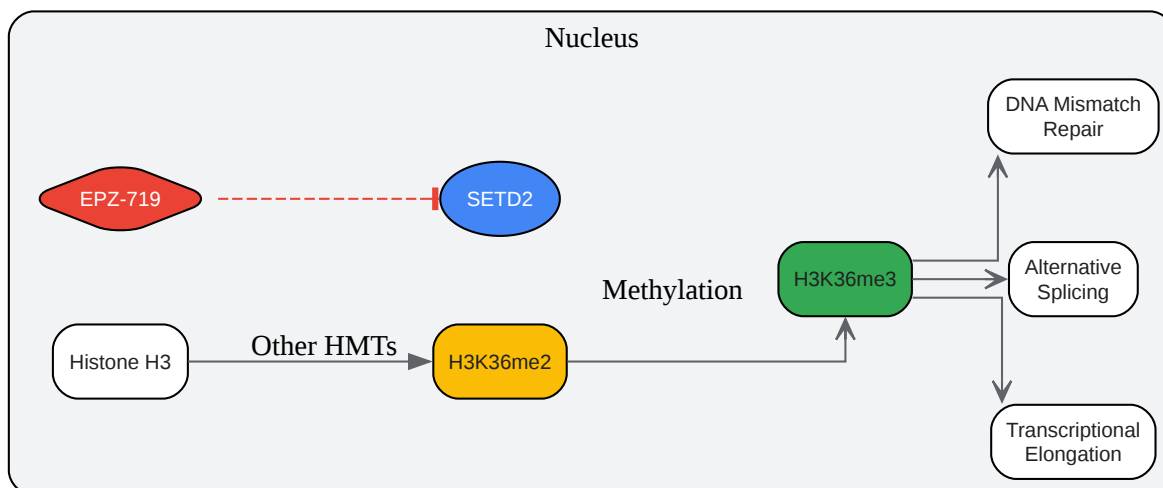 Nucleus
DNA Mismatch
Repair
EPZ-719
SETD2
H3K36me3
Alternative
Splicing
Methylation
Other HMTs
Histone H3
H3K36me2
Transcriptional
Elongation